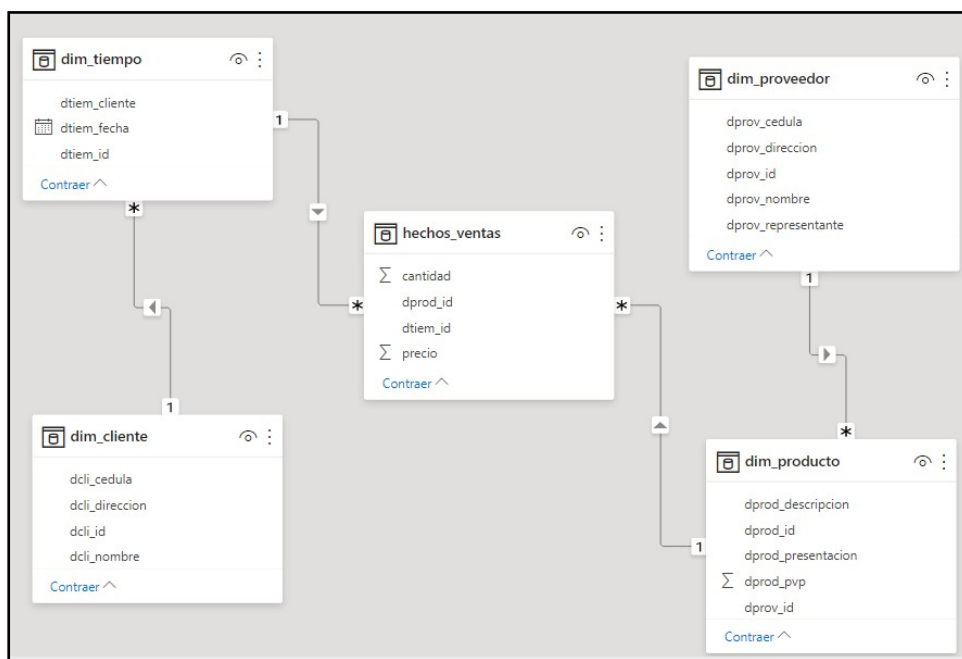 dim_tiempo
dtiem_cliente
dtiem_fecha
dtiem_id
Contraer
1
*
dim_proveedor
dprov_cedula
dprov_direccion
dprov_id
dprov_nombre
dprov_representante
Contraer
1
*
hechos_ventas
cantidad
dprod_id
dtiem_id
precio
Contraer
*
*
dim_cliente
dcli_cedula
dcli_direccion
dcli_id
dcli_nombre
Contraer
1
dim_producto
dprod_descripcion
dprod_id
dprod_presentacion
dprod_pvp
dprov_id
Contraer
1